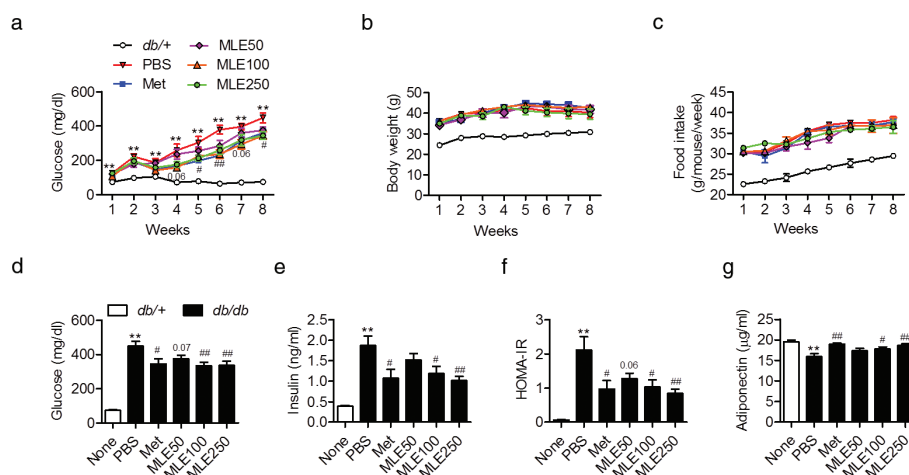 a
db/+
PBS
Met
MLE50
MLE100
MLE250
Glucose (mg/dl)
600
400
200
0
** ** ** ** ** ** ** **
0.06 # ## 0.06 #
1 2 3 4 5 6 7 8
Weeks
b
Body weight (g)
50
40
30
20
10
0
1 2 3 4 5 6 7 8
Weeks
c
Food intake
(g/mouse/week)
45
40
35
30
25
20
1 2 3 4 5 6 7 8
Weeks
d
db/+ db/db
Glucose (mg/dl)
600
400
200
0
** # 0.07 ## ##
None PBS Met MLE50 MLE100 MLE250
e
Insulin (ng/ml)
2.5
2.0
1.5
1.0
0.5
0.0
** # # ##
None PBS Met MLE50 MLE100 MLE250
f
HOMA-IR
3
2
1
0
** # 0.06 # ##
None PBS Met MLE50 MLE100 MLE250
g
Adiponectin (µg/ml)
25
20
15
10
5
0
** ## # ##
None PBS Met MLE50 MLE100 MLE250